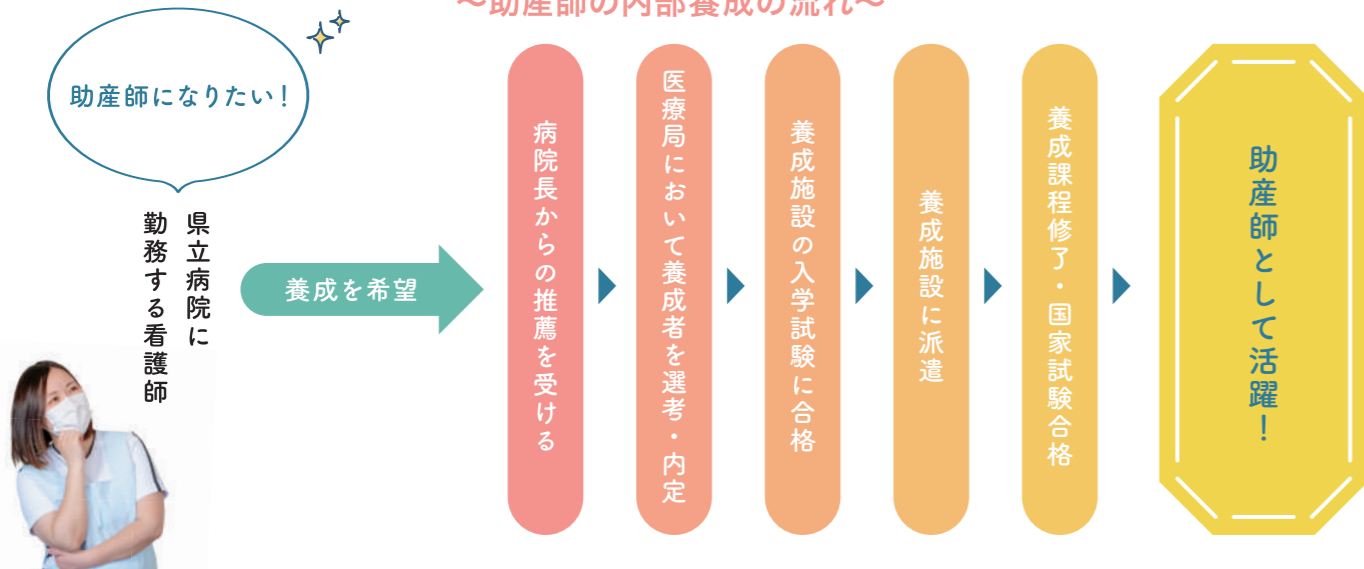 ～助産師の内部養成の流れ～
助産師になりたい！
県立病院に
勤務する看護師
養成を希望
病院長からの推薦を受ける
医療局において養成者を選考・内定
養成施設の入学試験に合格
養成施設に派遣
養成課程修了・国家試験合格
助産師として活躍！